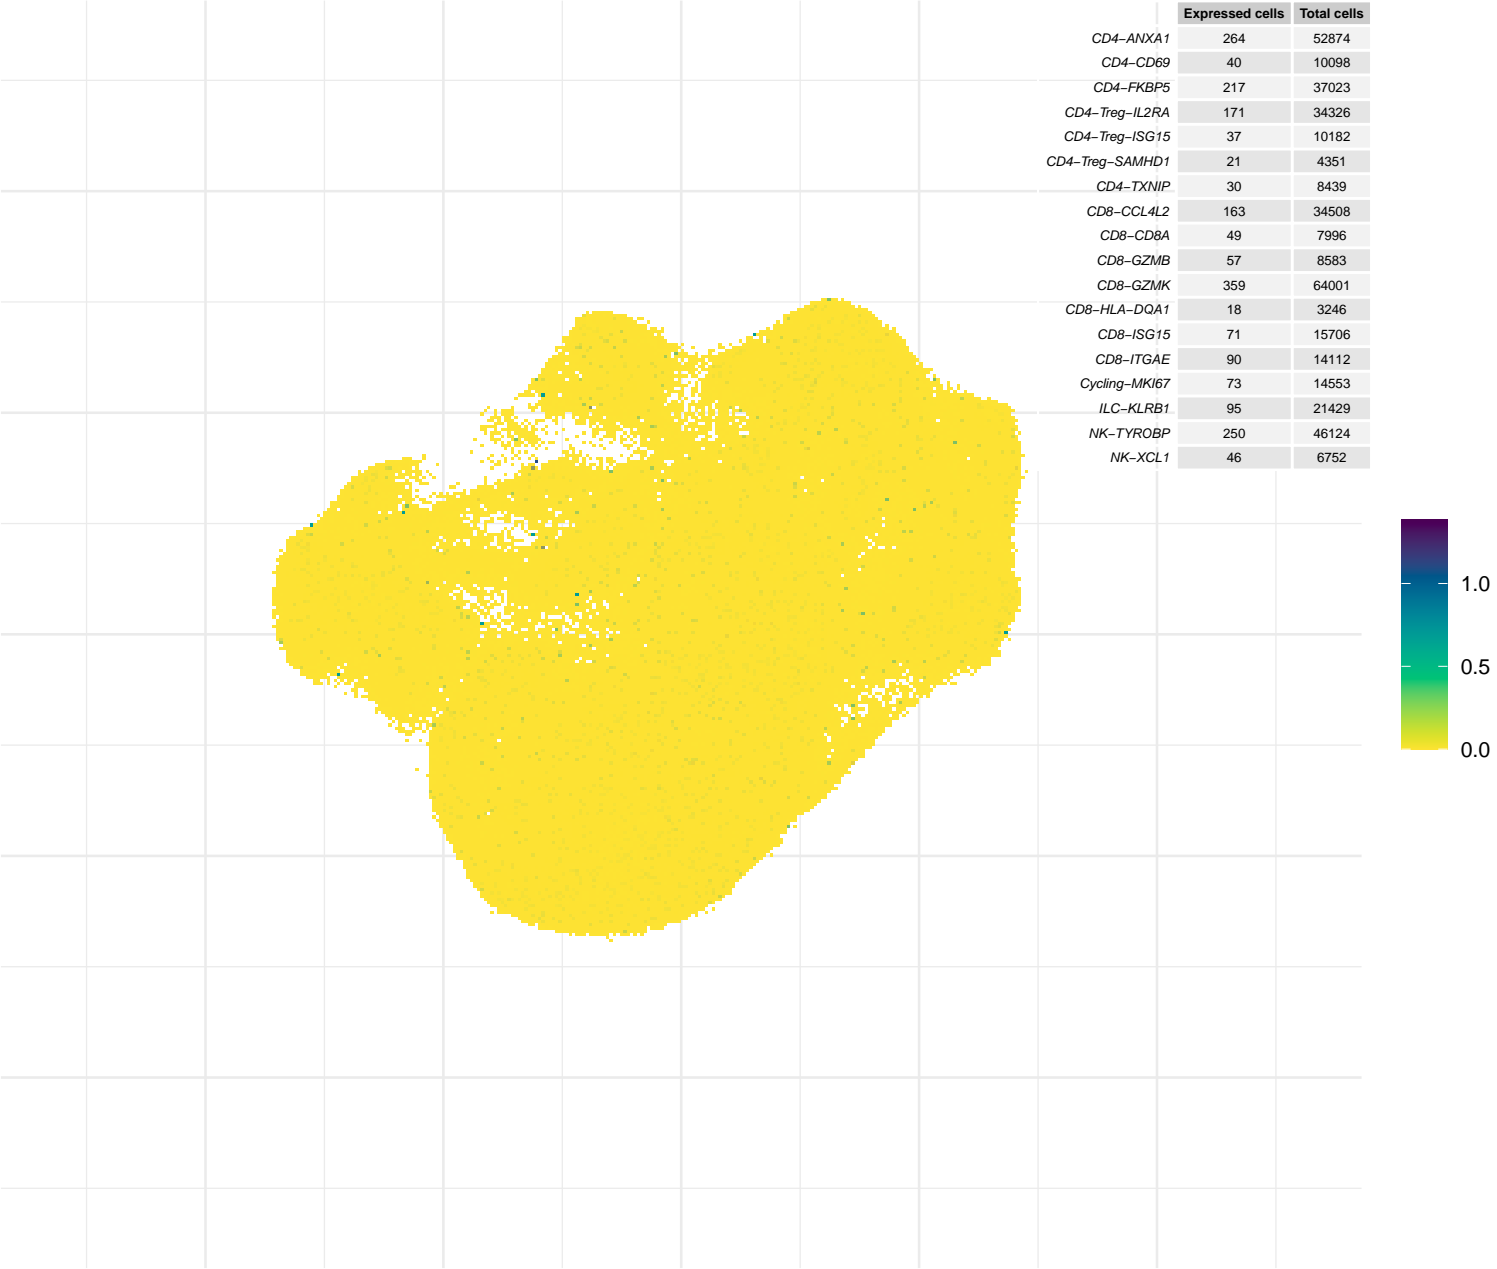 Expressed cells Total cells
CD4−ANXA1 264 52874
CD4−CD69 40 10098
CD4−FKBP5 217 37023
CD4−Treg−IL2RA 171 34326
CD4−Treg−ISG15 37 10182
CD4−Treg−SAMHD1 21 4351
CD4−TXNIP 30 8439
CD8−CCL4L2 163 34508
CD8−CD8A 49 7996
CD8−GZMB 57 8583
CD8−GZMK 359 64001
CD8−HLA−DQA1 18 3246
CD8−ISG15 71 15706
CD8−ITGAE 90 14112
Cycling−MKI67 73 14553
ILC−KLRB1 95 21429
NK−TYROBP 250 46124
NK−XCL1 46 6752
1.0
0.5
0.0